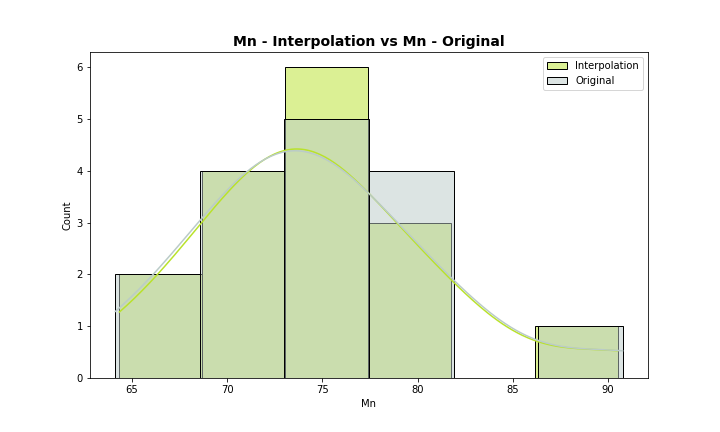 Mn - Interpolation vs Mn - Original
Interpolation
Original
6
5
4
3
2
1
0
Count
65 70 75 80 85 90
Mn